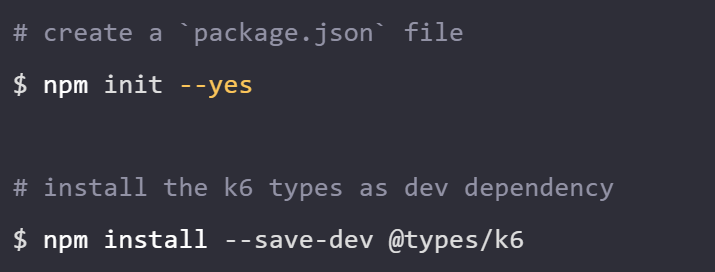 # create a `package.json` file
$ npm init --yes
# install the k6 types as dev dependency
$ npm install --save-dev @types/k6